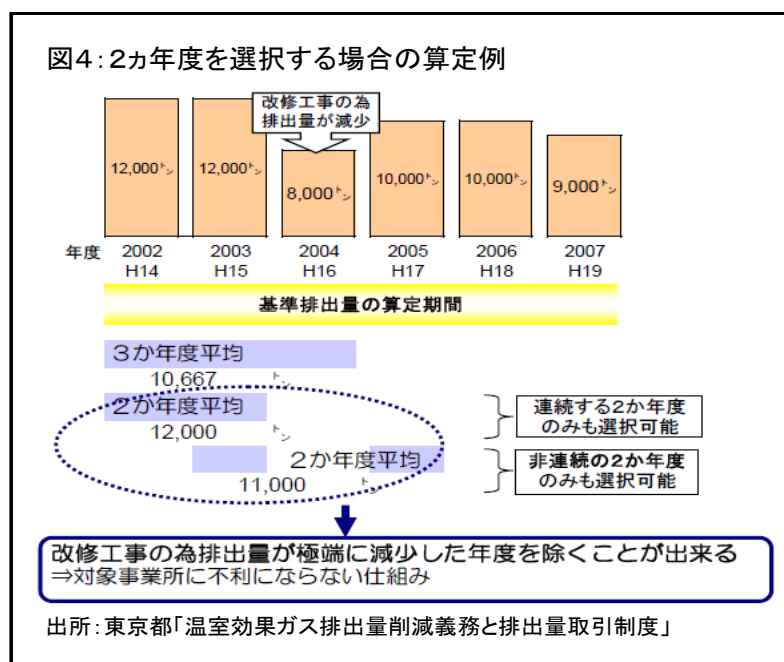 図4：2ヵ年度を選択する場合の算定例
改修工事の為
排出量が減少
12,000㌧
12,000㌧
8,000㌧
10,000㌧
10,000㌧
9,000㌧
年度 2002 2003 2004 2005 2006 2007
H14 H15 H16 H17 H18 H19
基準排出量の算定期間
３か年度平均
10,667 ㌧
２か年度平均
12,000 ㌧
連続する2か年度
のみも選択可能
２か年度平均
11,000 ㌧
非連続の2か年度
のみも選択可能
改修工事の為排出量が極端に減少した年度を除くことが出来る
⇒対象事業所に不利にならない仕組み
出所：東京都「温室効果ガス排出量削減義務と排出量取引制度」